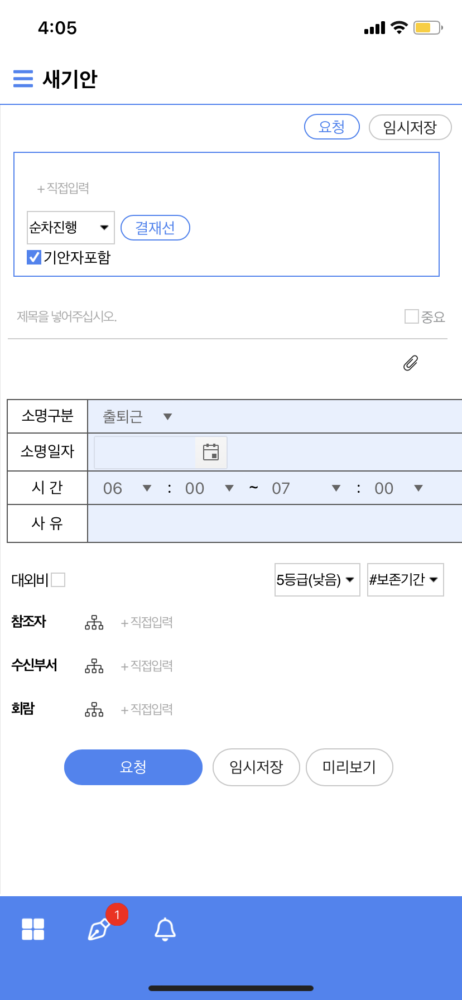 4:05
새기안
요청 임시저장
+ 직접입력
순차진행 결재선
기안자포함
제목을 넣어주십시오. 중요
소명구분 출퇴근
소명일자
시 간 06 : 00 ~ 07 : 00
사 유
대외비 5등급(낮음) #보존기간
참조자 + 직접입력
수신부서 + 직접입력
회람 + 직접입력
요청 임시저장 미리보기
1